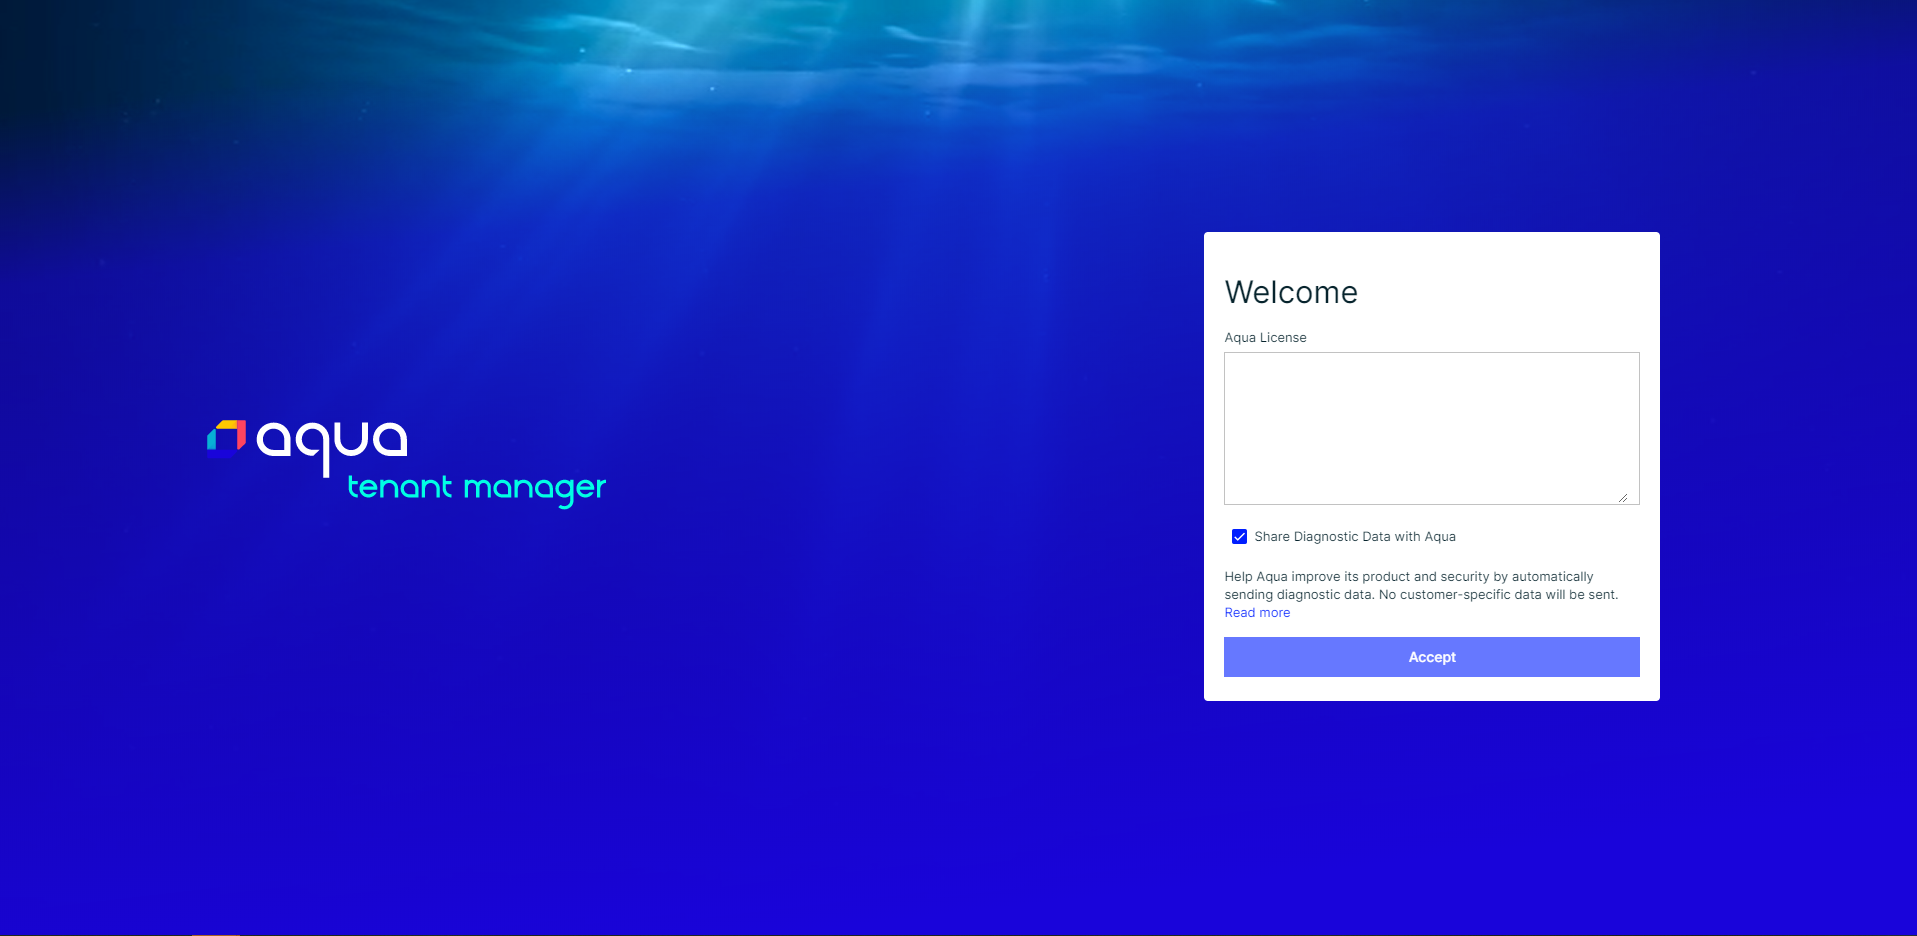 aqua
tenant manager
Welcome
Aqua License
Share Diagnostic Data with Aqua
Help Aqua improve its product and security by automatically
sending diagnostic data. No customer-specific data will be sent.
Read more
Accept